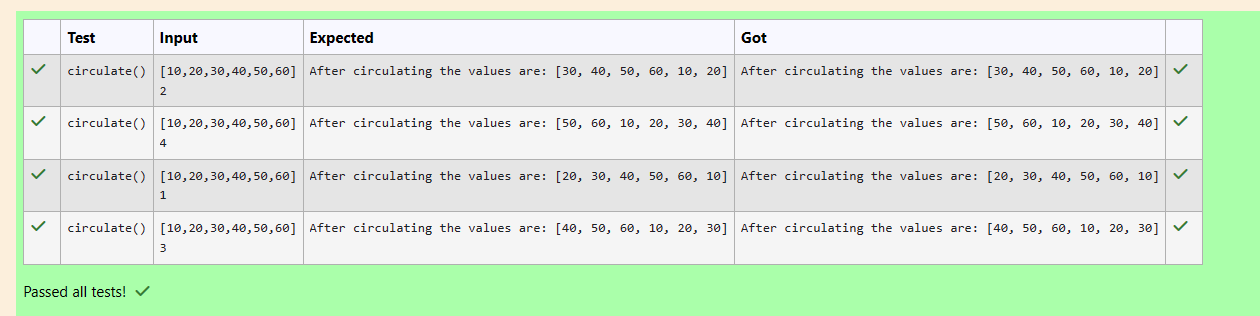 Test Input Expected Got
circulate() [10,20,30,40,50,60] After circulating the values are: [30, 40, 50, 60, 10, 20] After circulating the values are: [30, 40, 50, 60, 10, 20]
2
circulate() [10,20,30,40,50,60] After circulating the values are: [50, 60, 10, 20, 30, 40] After circulating the values are: [50, 60, 10, 20, 30, 40]
4
circulate() [10,20,30,40,50,60] After circulating the values are: [20, 30, 40, 50, 60, 10] After circulating the values are: [20, 30, 40, 50, 60, 10]
1
circulate() [10,20,30,40,50,60] After circulating the values are: [40, 50, 60, 10, 20, 30] After circulating the values are: [40, 50, 60, 10, 20, 30]
3
Passed all tests!